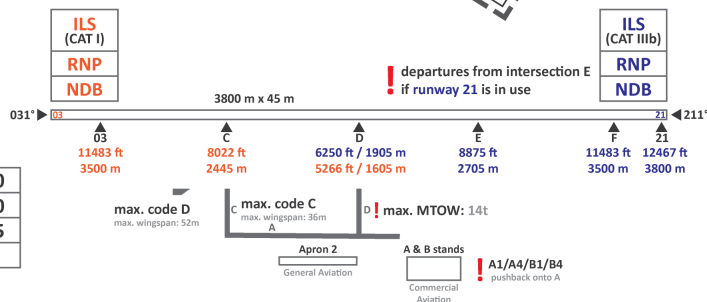 ILS
(CAT I)
RNP
NDB
ILS
(CAT IIIb)
RNP
NDB
! departures from intersection E
if runway 21 is in use
3800 m x 45 m
031°
03
21
211°
03
C
D
E
F
21
11483 ft
8022 ft
6250 ft / 1905 m
8875 ft
11483 ft
12467 ft
3500 m
2445 m
5266 ft / 1605 m
2705 m
3500 m
3800 m
max. code D
max. wingspan: 52m
C
max. code C
max. wingspan: 36m
A
D
! max. MTOW: 14t
Apron 2
General Aviation
A & B stands
Commercial
Aviation
! A1/A4/B1/B4
pushback onto A
0
0
5